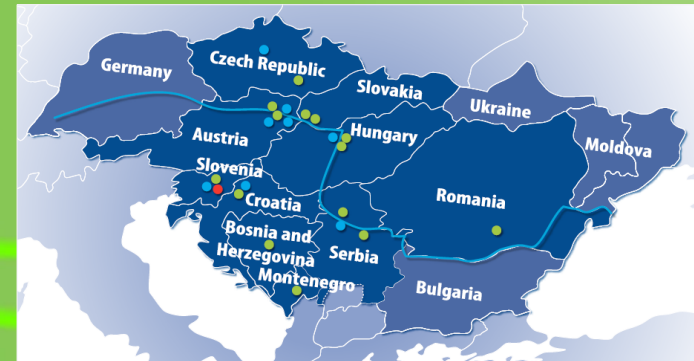 Czech Republic
Germany
Slovakia
Ukraine
Hungary
Austria
Moldova
Slovenia
Romania
Croatia
Bosnia and
Herzegovina
Serbia
Montenegro
Bulgaria